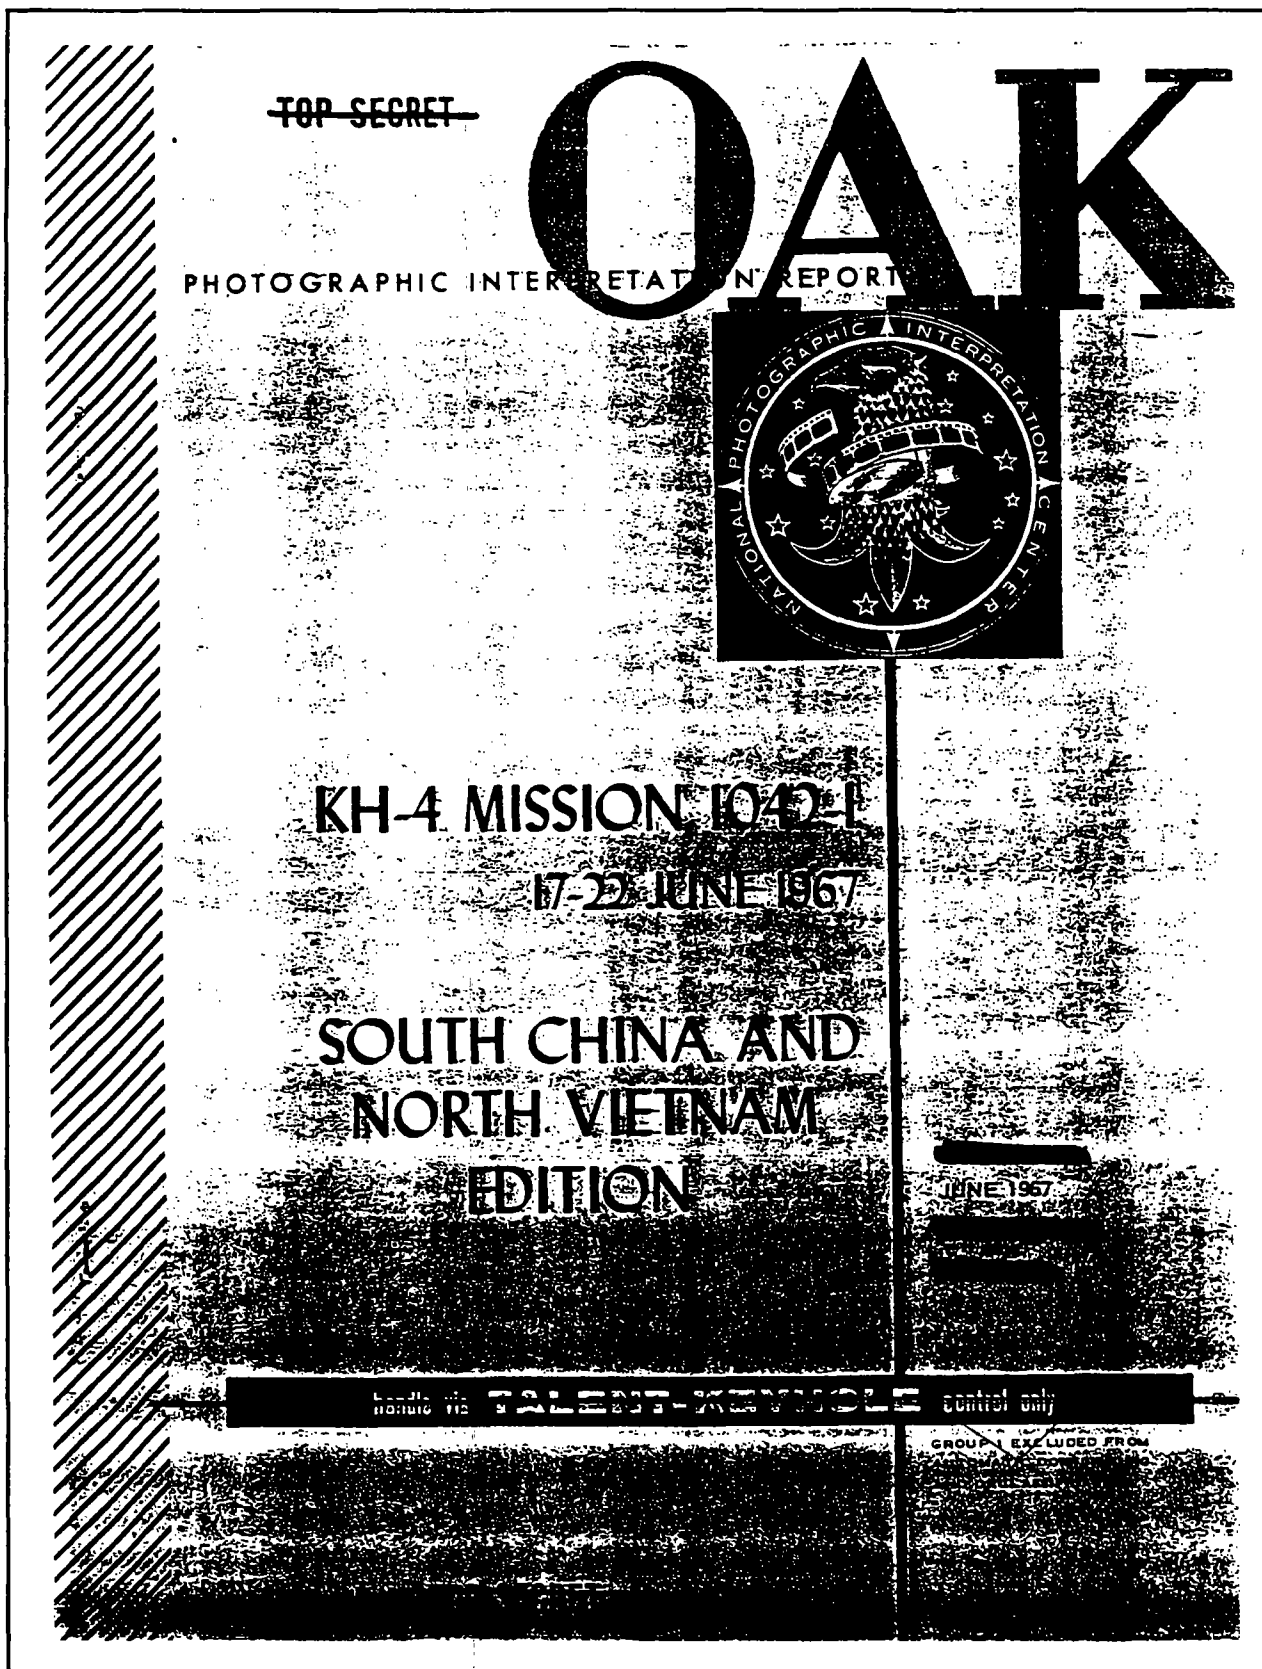 TOP SECRET
OAK
PHOTOGRAPHIC INTERPRETATION REPORT
NATIONAL PHOTOGRAPHIC INTERPRETATION CENTER
KH-4 MISSION 1042-1
17-22 JUNE 1967
SOUTH CHINA AND
NORTH VIETNAM
EDITION
JUNE 1967
handle via TALENT-KEYHOLE control only
GROUP 1 EXCLUDED FROM